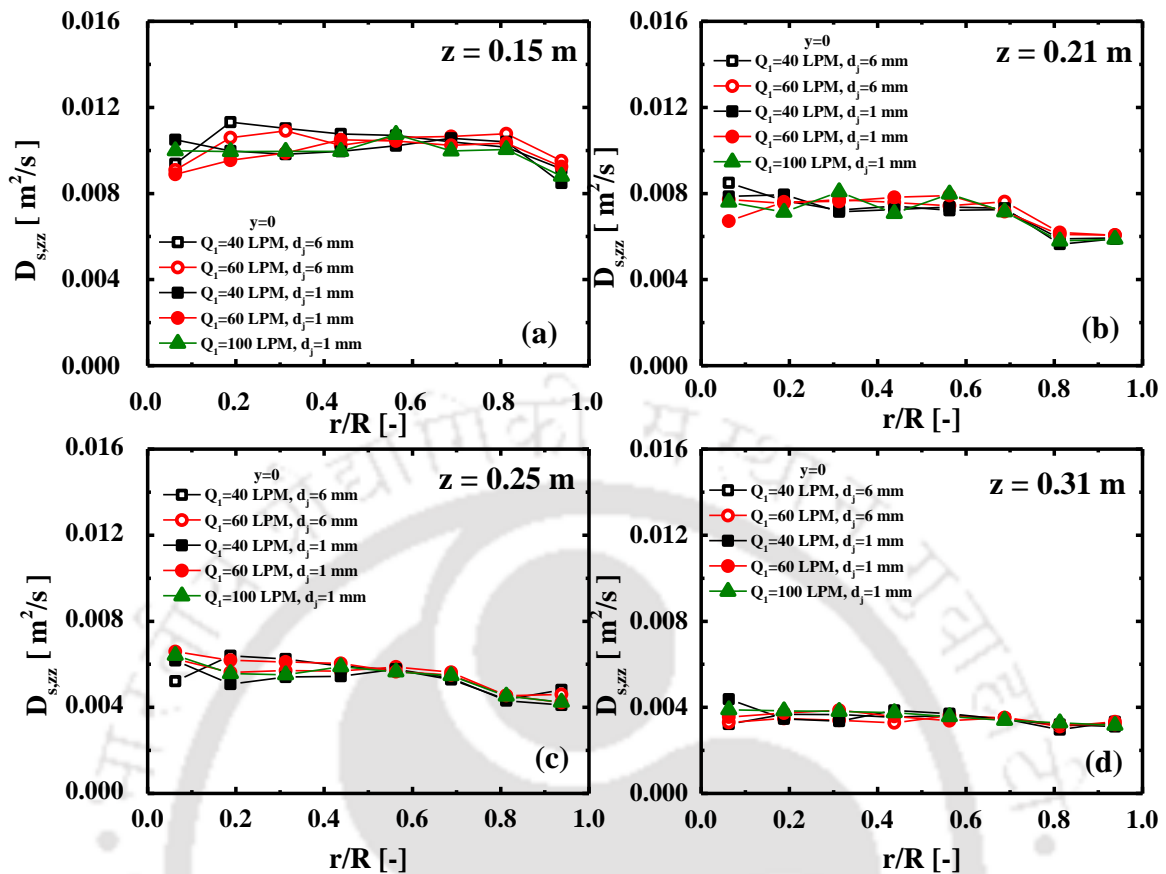 0.016
0.012
0.008
0.004
0.000
D_s,zz [ m²/s ]
z = 0.15 m
y=0
Q₁=40 LPM, d_j=6 mm
Q₁=60 LPM, d_j=6 mm
Q₁=40 LPM, d_j=1 mm
Q₁=60 LPM, d_j=1 mm
Q₁=100 LPM, d_j=1 mm
(a)
0.0 0.2 0.4 0.6 0.8 1.0
r/R [-]
0.016
0.012
0.008
0.004
0.000
D_s,zz [ m²/s ]
z = 0.21 m
y=0
Q₁=40 LPM, d_j=6 mm
Q₁=60 LPM, d_j=6 mm
Q₁=40 LPM, d_j=1 mm
Q₁=60 LPM, d_j=1 mm
Q₁=100 LPM, d_j=1 mm
(b)
0.0 0.2 0.4 0.6 0.8 1.0
r/R [-]
0.016
0.012
0.008
0.004
0.000
D_s,zz [ m²/s ]
z = 0.25 m
y=0
Q₁=40 LPM, d_j=6 mm
Q₁=60 LPM, d_j=6 mm
Q₁=40 LPM, d_j=1 mm
Q₁=60 LPM, d_j=1 mm
Q₁=100 LPM, d_j=1 mm
(c)
0.0 0.2 0.4 0.6 0.8 1.0
r/R [-]
0.016
0.012
0.008
0.004
0.000
D_s,zz [ m²/s ]
z = 0.31 m
y=0
Q₁=40 LPM, d_j=6 mm
Q₁=60 LPM, d_j=6 mm
Q₁=40 LPM, d_j=1 mm
Q₁=60 LPM, d_j=1 mm
Q₁=100 LPM, d_j=1 mm
(d)
0.0 0.2 0.4 0.6 0.8 1.0
r/R [-]